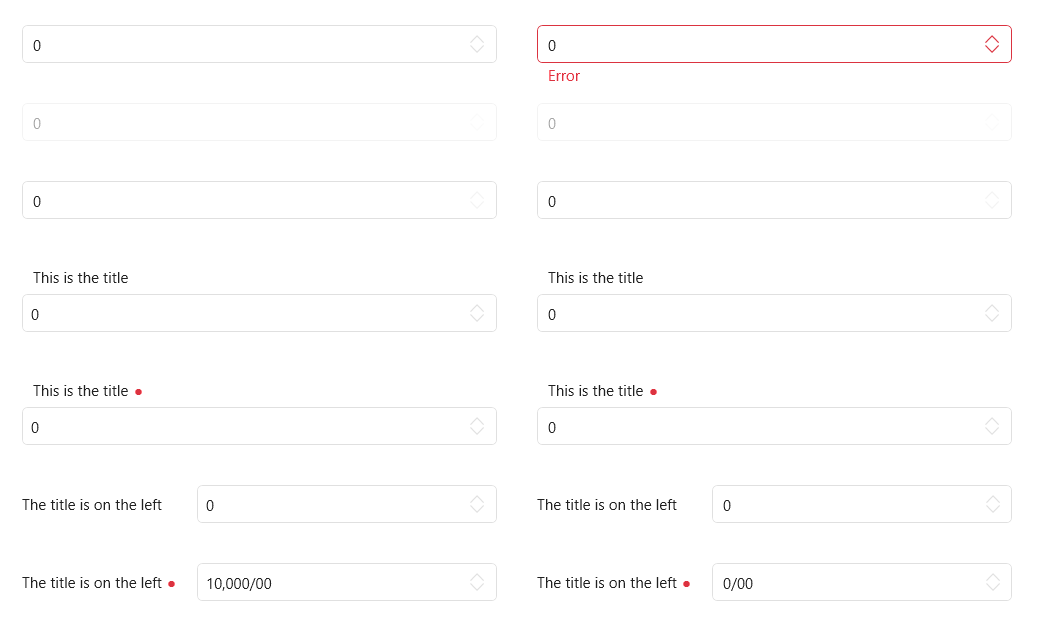 0 0
Error
0 0
0 0
This is the title This is the title
0 0
This is the title This is the title
0 0
The title is on the left 0 The title is on the left 0
The title is on the left 10,000/00 The title is on the left 0/00